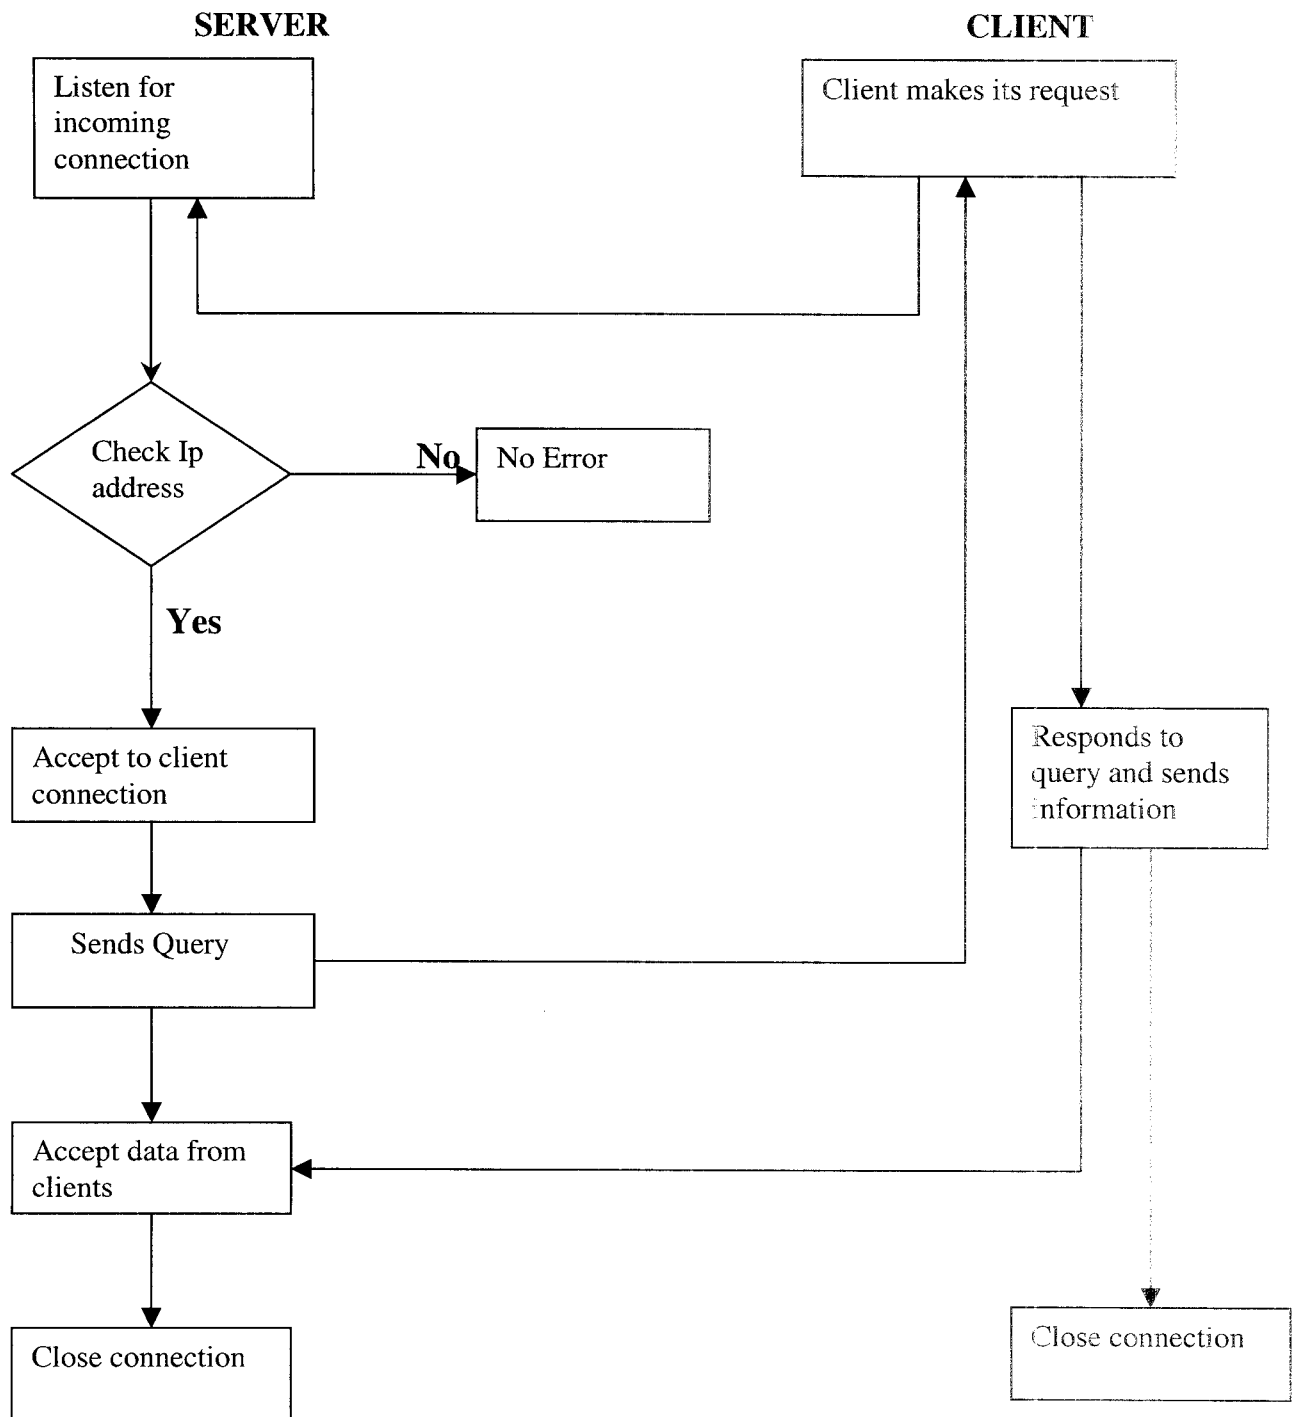 SERVER
CLIENT
Listen for
incoming
connection
Client makes its request
Check Ip
address
No
No Error
Yes
Accept to client
connection
Responds to
query and sends
information
Sends Query
Accept data from
clients
Close connection
Close connection